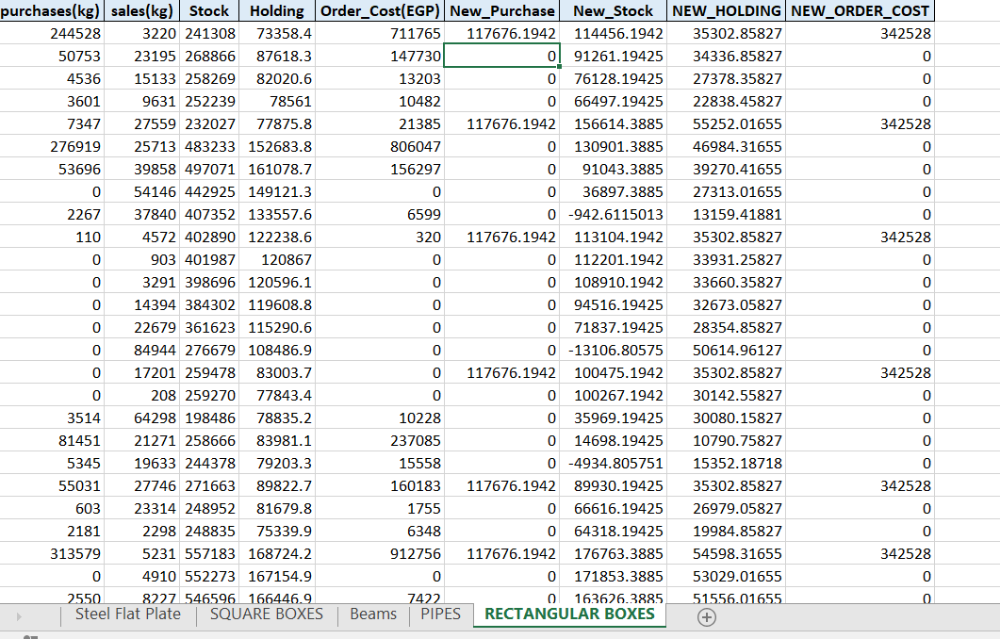 purchases(kg) sales(kg) Stock Holding Order_Cost(EGP) New_Purchase New_Stock NEW_HOLDING NEW_ORDER_COST
244528 3220 241308 73358.4 711765 117676.1942 114456.1942 35302.85827 342528
50753 23195 268866 87618.3 147730 0 91261.19425 34336.85827 0
4536 15133 258269 82020.6 13203 0 76128.19425 27378.35827 0
3601 9631 252239 78561 10482 0 66497.19425 22838.45827 0
7347 27559 232027 77875.8 21385 117676.1942 156614.3885 55252.01655 342528
276919 25713 483233 152683.8 806047 0 130901.3885 46984.31655 0
53696 39858 497071 161078.7 156297 0 91043.3885 39270.41655 0
0 54146 442925 149121.3 0 0 36897.3885 27313.01655 0
2267 37840 407352 133557.6 6599 0 -942.6115013 13159.41881 0
110 4572 402890 122238.6 320 117676.1942 113104.1942 35302.85827 342528
0 903 401987 120867 0 0 112201.1942 33931.25827 0
0 3291 398696 120596.1 0 0 108910.1942 33660.35827 0
0 14394 384302 119608.8 0 0 94516.19425 32673.05827 0
0 22679 361623 115290.6 0 0 71837.19425 28354.85827 0
0 84944 276679 108486.9 0 0 -13106.80575 50614.96127 0
0 17201 259478 83003.7 0 117676.1942 100475.1942 35302.85827 342528
0 208 259270 77843.4 0 0 100267.1942 30142.55827 0
3514 64298 198486 78835.2 10228 0 35969.19425 30080.15827 0
81451 21271 258666 83981.1 237085 0 14698.19425 10790.75827 0
5345 19633 244378 79203.3 15558 0 -4934.805751 15352.18718 0
55031 27746 271663 89822.7 160183 117676.1942 89930.19425 35302.85827 342528
603 23314 248952 81679.8 1755 0 66616.19425 26979.05827 0
2181 2298 248835 75339.9 6348 0 64318.19425 19984.85827 0
313579 5231 557183 168724.2 912756 117676.1942 176763.3885 54598.31655 342528
0 4910 552273 167154.9 0 0 171853.3885 53029.01655 0
2550 8227 546596 166446.9 7422 0 163626.3885 51556.01655 0
Steel Flat Plate SQUARE BOXES Beams PIPES RECTANGULAR BOXES